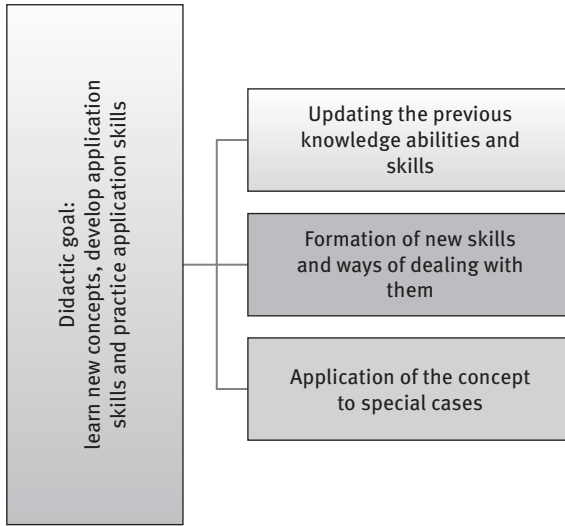 Didactic goal:
learn new concepts, develop application
skills and practice application skills
Updating the previous
knowledge abilities and
skills
Formation of new skills
and ways of dealing with
them
Application of the concept
to special cases